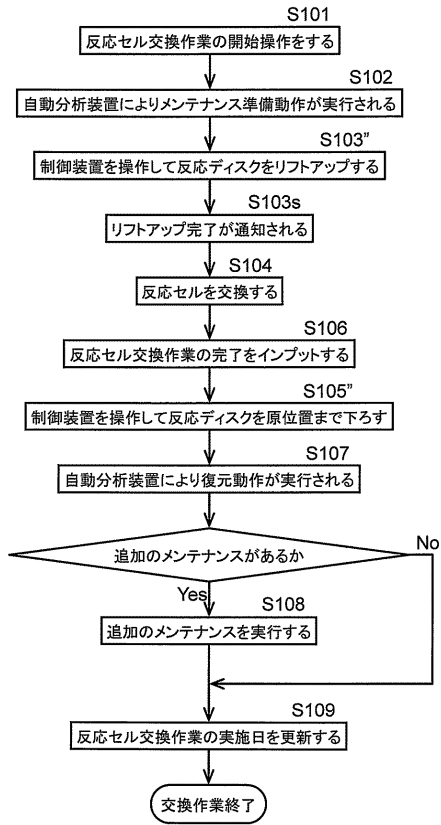 S101
反応セル交換作業の開始操作をする
S102
自動分析装置によりメンテナンス準備動作が実行される
S103”
制御装置を操作して反応ディスクをリフトアップする
S103s
リフトアップ完了が通知される
S104
反応セルを交換する
S106
反応セル交換作業の完了をインプットする
S105”
制御装置を操作して反応ディスクを原位置まで下ろす
S107
自動分析装置により復元動作が実行される
追加のメンテナンスがあるか
No
Yes
S108
追加のメンテナンスを実行する
S109
反応セル交換作業の実施日を更新する
交換作業終了